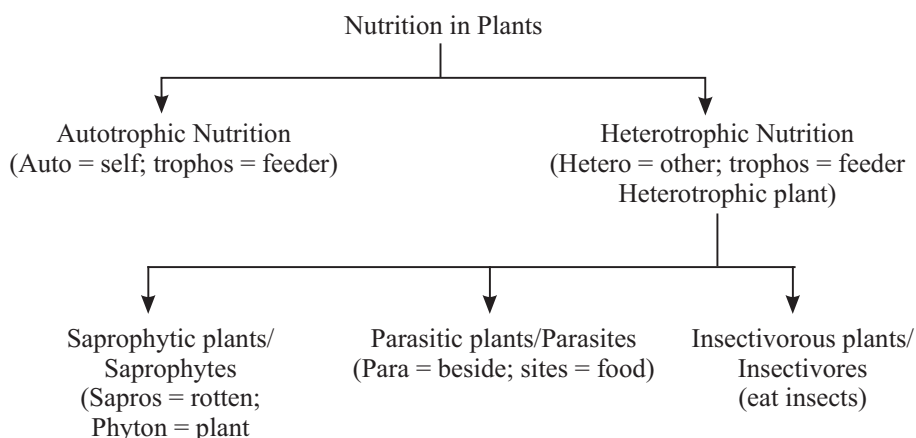 Nutrition in Plants
Autotrophic Nutrition
(Auto = self; trophos = feeder)
Heterotrophic Nutrition
(Hetero = other; trophos = feeder
Heterotrophic plant)
Saprophytic plants/
Saprophytes
(Sapros = rotten;
Phyton = plant
Parasitic plants/Parasites
(Para = beside; sites = food)
Insectivorous plants/
Insectivores
(eat insects)